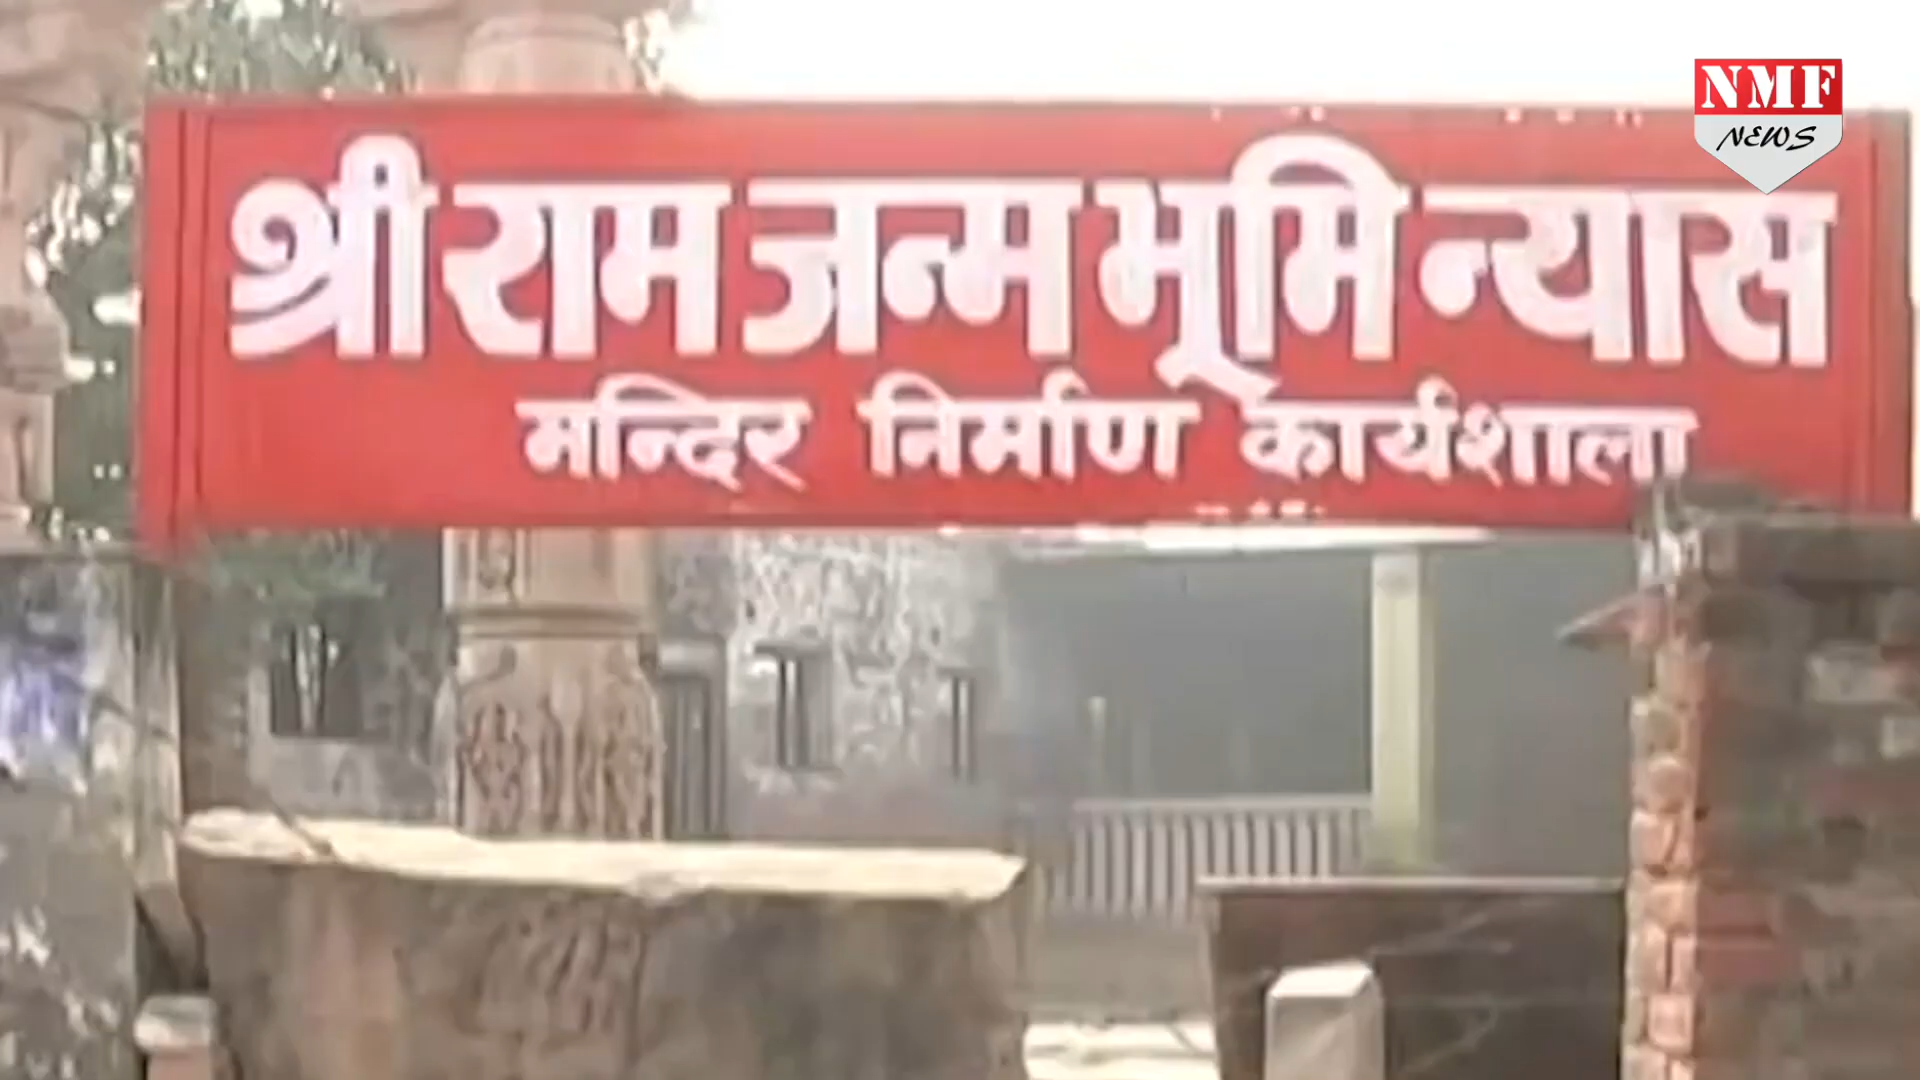 NMF
NEWS
श्री राम जन्म भूमि न्यास
मन्दिर निर्माण कार्यशाला